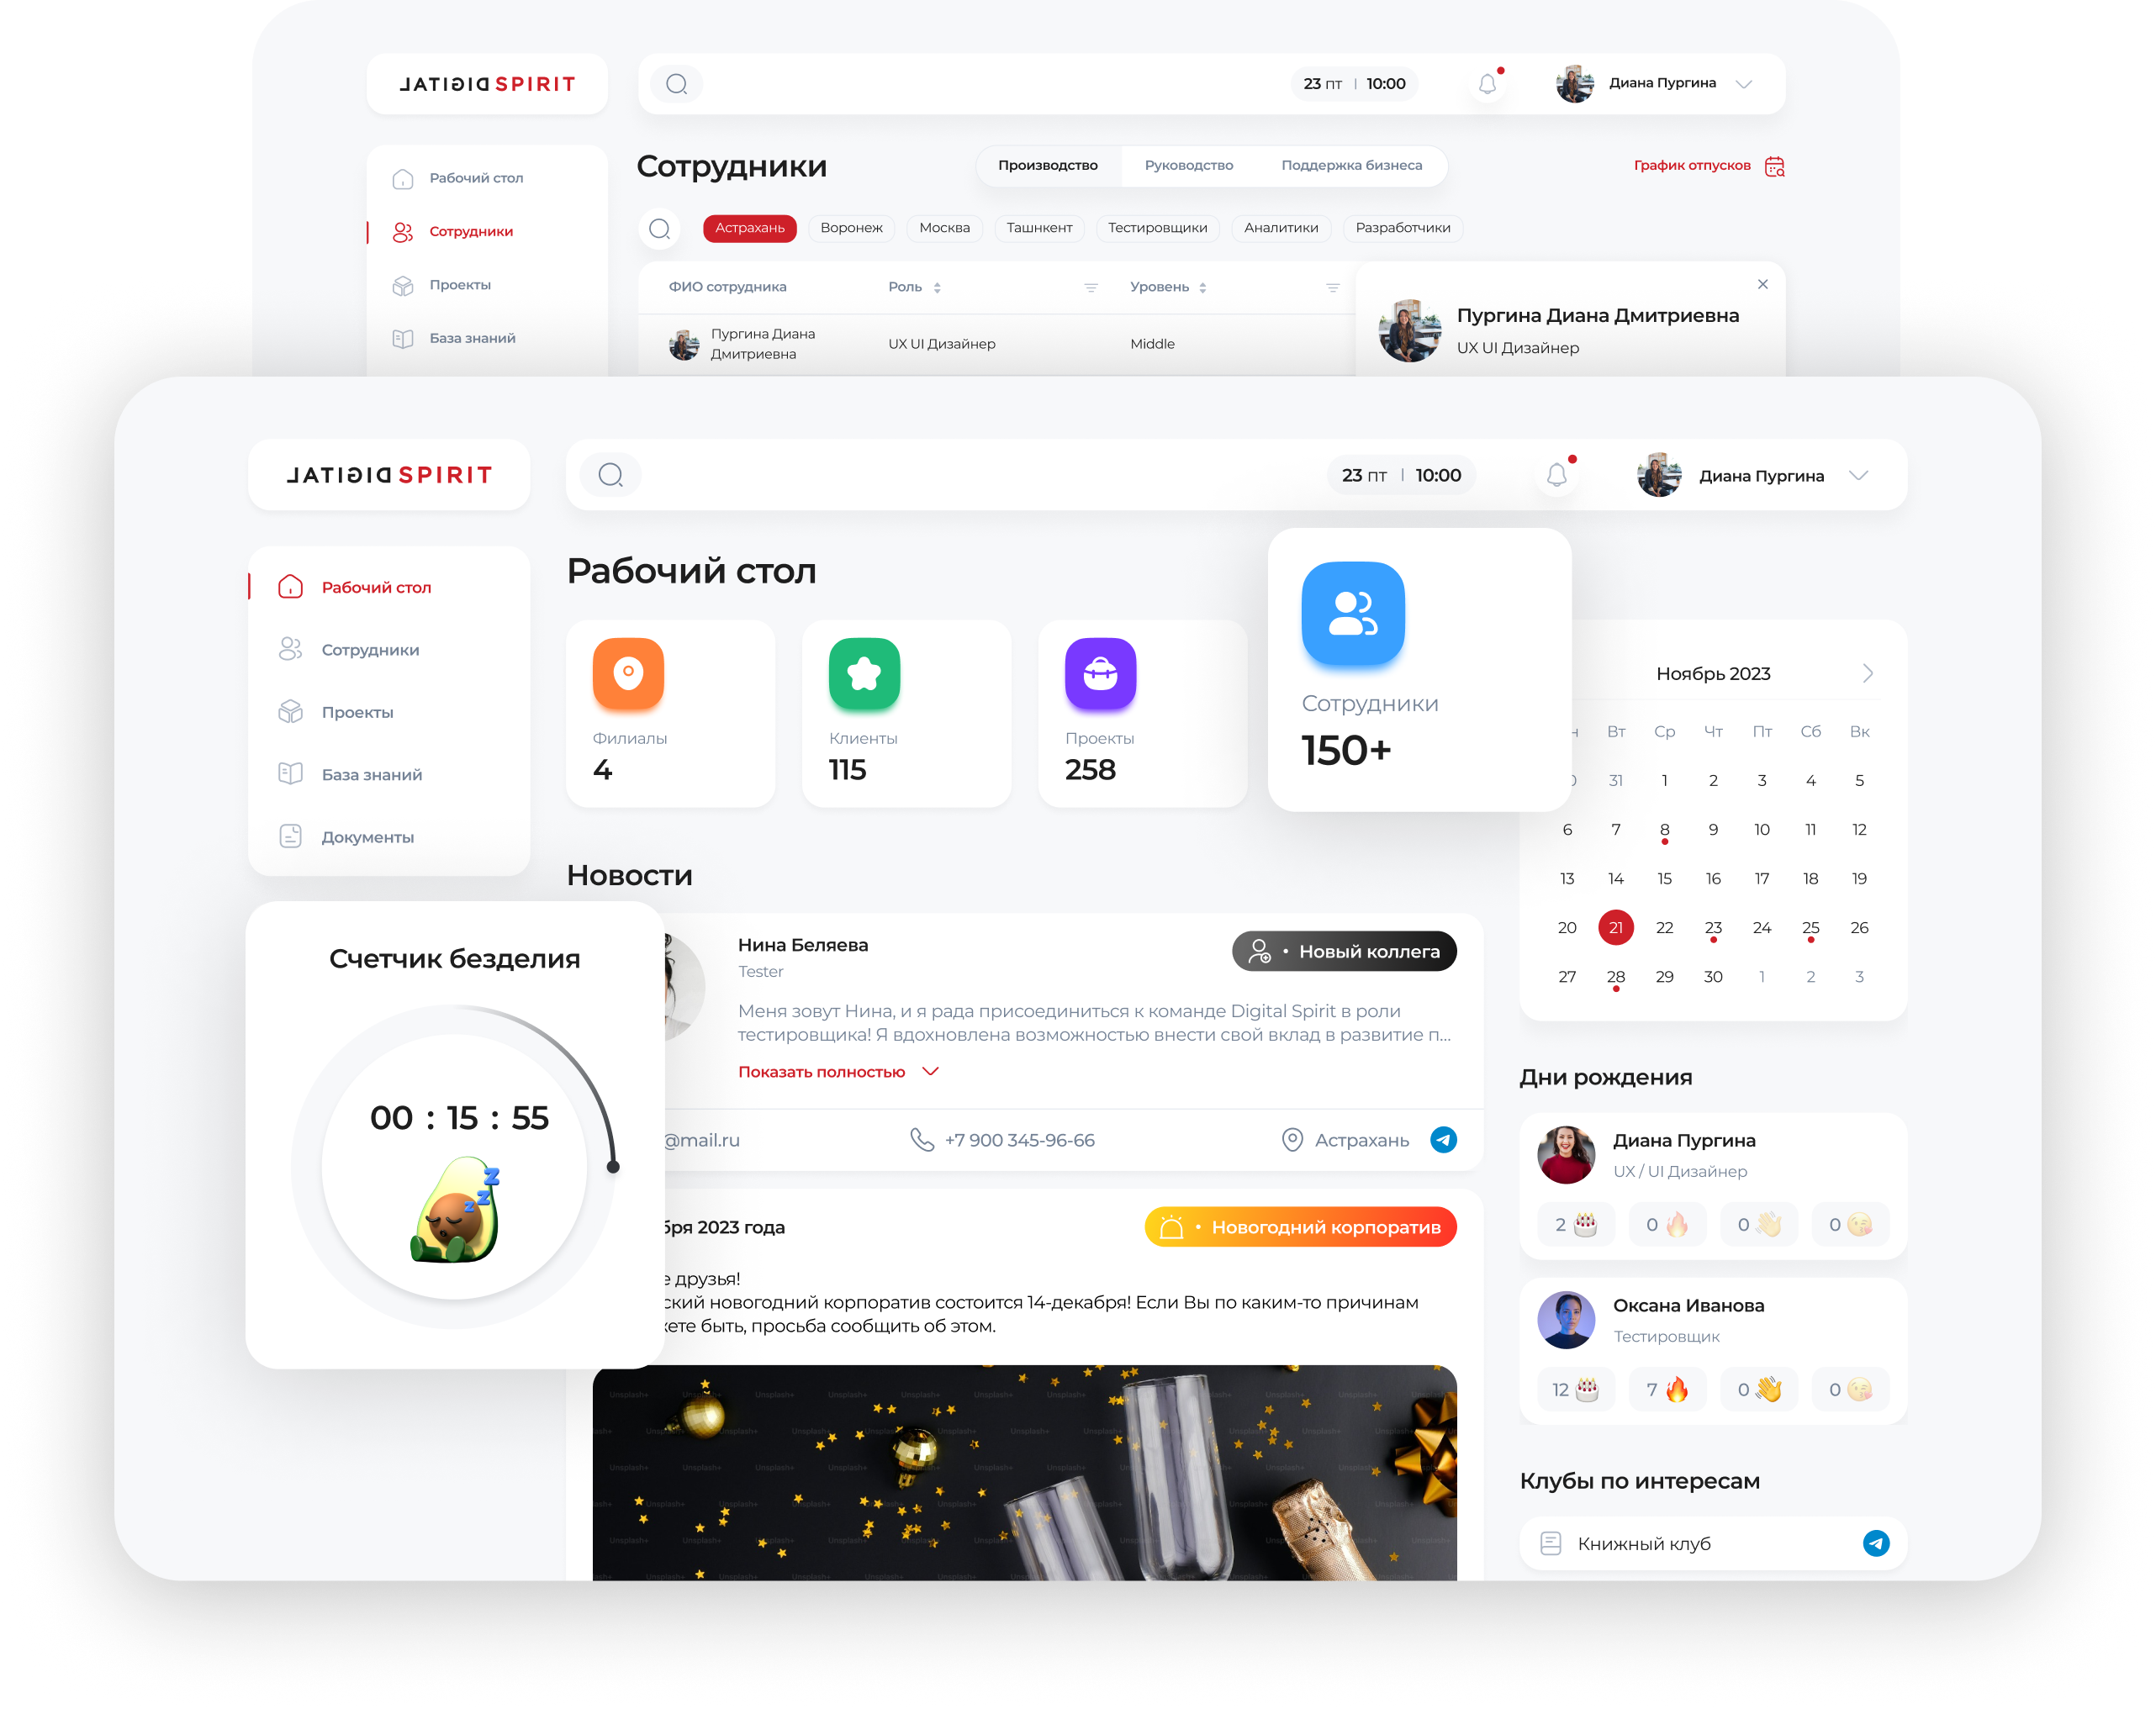 DIGITAL SPIRIT
23 пт | 10:00
Диана Пургина
Рабочий стол
Сотрудники
Проекты
База знаний
Сотрудники
Производство
Руководство
Поддержка бизнеса
График отпусков
Астрахань
Воронеж
Москва
Ташнкент
Тестировщики
Аналитики
Разработчики
ФИО сотрудника
Роль
Уровень
Пургина Диана
Дмитриевна
UX UI Дизайнер
Middle
Пургина Диана Дмитриевна
UX UI Дизайнер
DIGITAL SPIRIT
23 пт | 10:00
Диана Пургина
Рабочий стол
Сотрудники
Проекты
База знаний
Документы
Счетчик безделия
00 : 15 : 55
Рабочий стол
Филиалы
4
Клиенты
115
Проекты
258
Сотрудники
150+
Новости
Нина Беляева
Tester
Новый коллега
Меня зовут Нина, и я рада присоединиться к команде Digital Spirit в роли
тестировщика! Я вдохновлена возможностью внести свой вклад в развитие п...
Показать полностью
@mail.ru
+7 900 345-96-66
Астрахань
бря 2023 года
Новогодний корпоратив
е друзья!
ский новогодний корпоратив состоится 14-декабря! Если Вы по каким-то причинам
жете быть, просьба сообщить об этом.
Ноябрь 2023
н Вт Ср Чт Пт Сб Вк
0 31 1 2 3 4 5
6 7 8 9 10 11 12
13 14 15 16 17 18 19
20 21 22 23 24 25 26
27 28 29 30 1 2 3
Дни рождения
Диана Пургина
UX / UI Дизайнер
2 0 0 0
Оксана Иванова
Тестировщик
12 7 0 0
Клубы по интересам
Книжный клуб